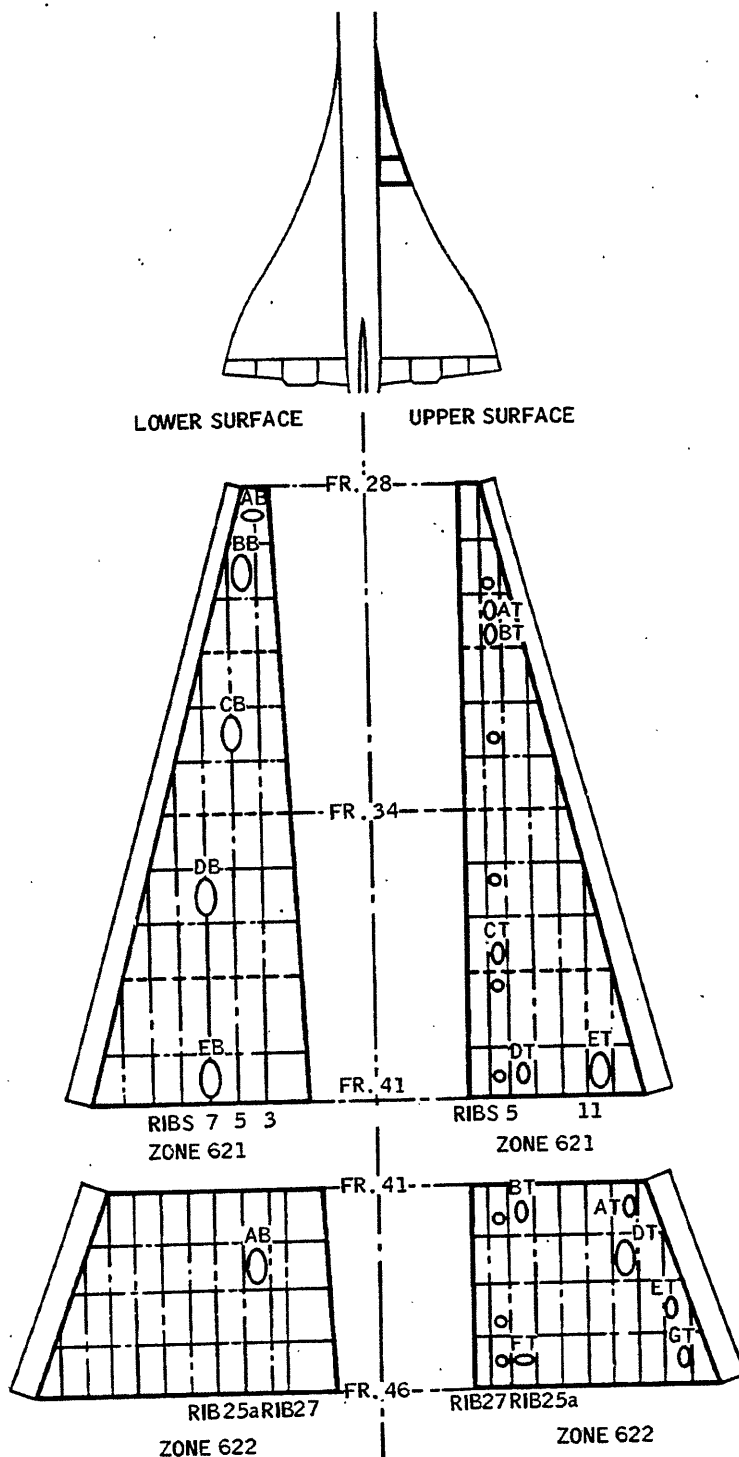 LOWER SURFACE UPPER SURFACE
FR.28
AB
BB
AT
BT
CB
FR.34
DB
CT
EB
DT ET
FR.41
RIBS 7 5 3
RIBS 5 11
ZONE 621
ZONE 621
FR.41
BT
AT
AB
DT
ET
FT
GT
FR.46
RIB25aRIB27
RIB27 RIB25a
ZONE 622
ZONE 622